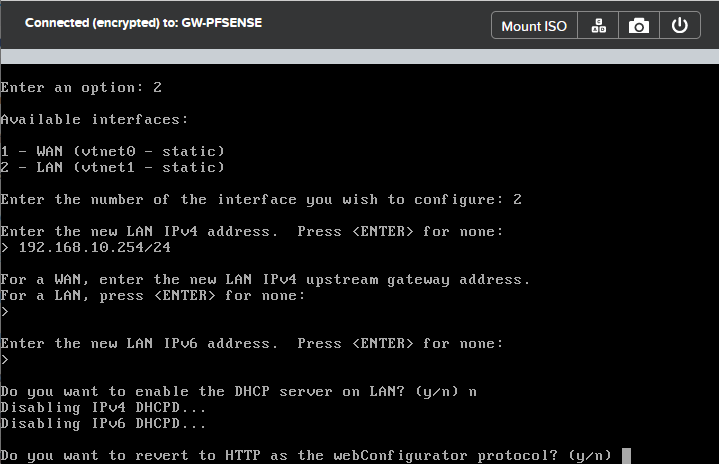 Connected (encrypted) to: GW-PFSENSE
Mount ISO
Enter an option: 2
Available interfaces:
1 - WAN (vtnet0 - static)
2 - LAN (vtnet1 - static)
Enter the number of the interface you wish to configure: 2
Enter the new LAN IPv4 address.  Press <ENTER> for none:
> 192.168.10.254/24
For a WAN, enter the new LAN IPv4 upstream gateway address.
For a LAN, press <ENTER> for none:
>
Enter the new LAN IPv6 address.  Press <ENTER> for none:
>
Do you want to enable the DHCP server on LAN? (y/n) n
Disabling IPv4 DHCPD...
Disabling IPv6 DHCPD...
Do you want to revert to HTTP as the webConfigurator protocol? (y/n)